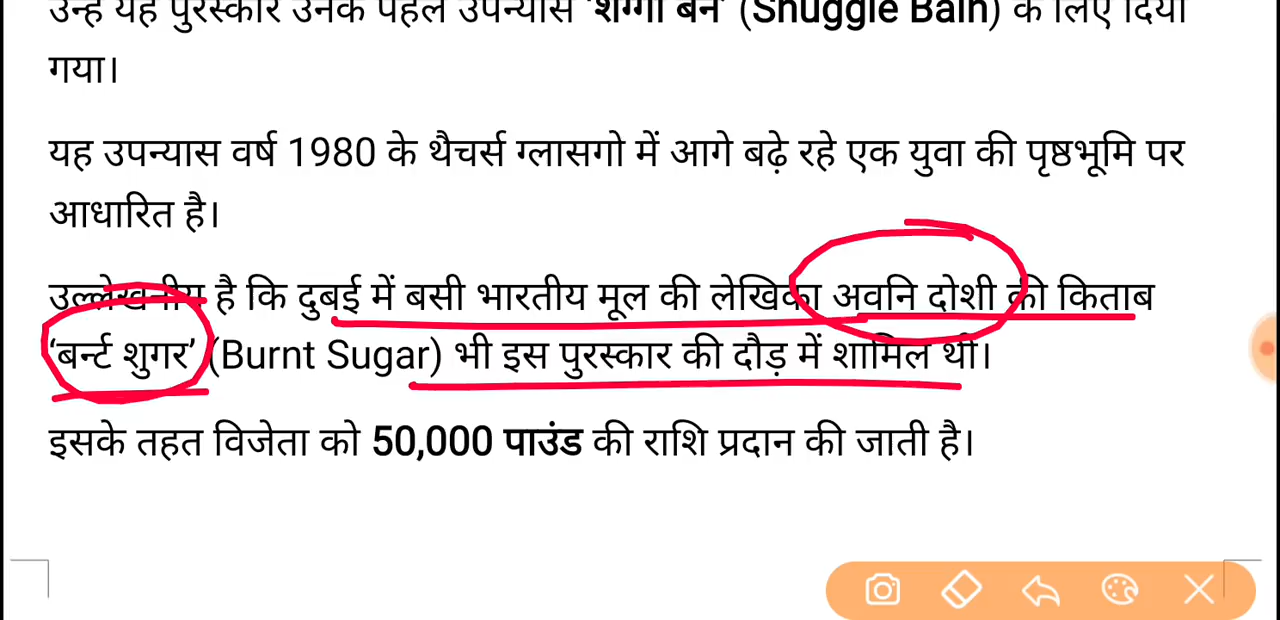 उन्हें यह पुरस्कार उनके पहले उपन्यास ‘शग्गी बेन’ (Shuggie Bain) के लिए दिया
गया।
यह उपन्यास वर्ष 1980 के थैचर्स ग्लासगो में आगे बढ़े रहे एक युवा की पृष्ठभूमि पर
आधारित है।
उल्लेखनीय है कि दुबई में बसी भारतीय मूल की लेखिका अवनि दोशी की किताब
‘बर्न्ट शुगर’ (Burnt Sugar) भी इस पुरस्कार की दौड़ में शामिल थी।
इसके तहत विजेता को 50,000 पाउंड की राशि प्रदान की जाती है।